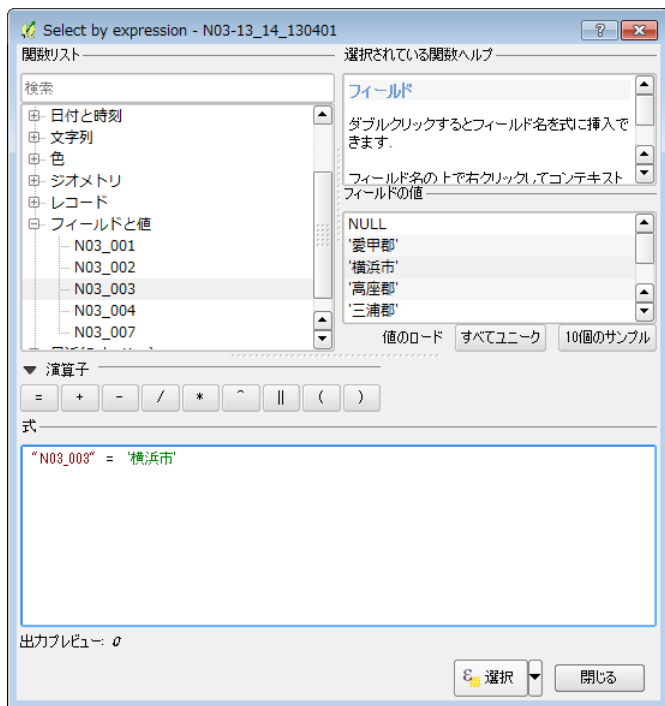 Select by expression - N03-13_14_130401
関数リスト
選択されている関数ヘルプ
検索
日付と時刻
文字列
色
ジオメトリ
レコード
フィールドと値
N03_001
N03_002
N03_003
N03_004
N03_007
フィールド
ダブルクリックするとフィールド名を式に挿入で
きます.
フィールド名の上で右クリックしてコンテキスト
フィールドの値
NULL
'愛甲郡'
'横浜市'
'高座郡'
'三浦郡'
値のロード すべてユニーク 10個のサンプル
演算子
= + - / * ^ || ( )
式
"N03_003" = '横浜市'
出力プレビュー: 0
選択 閉じる